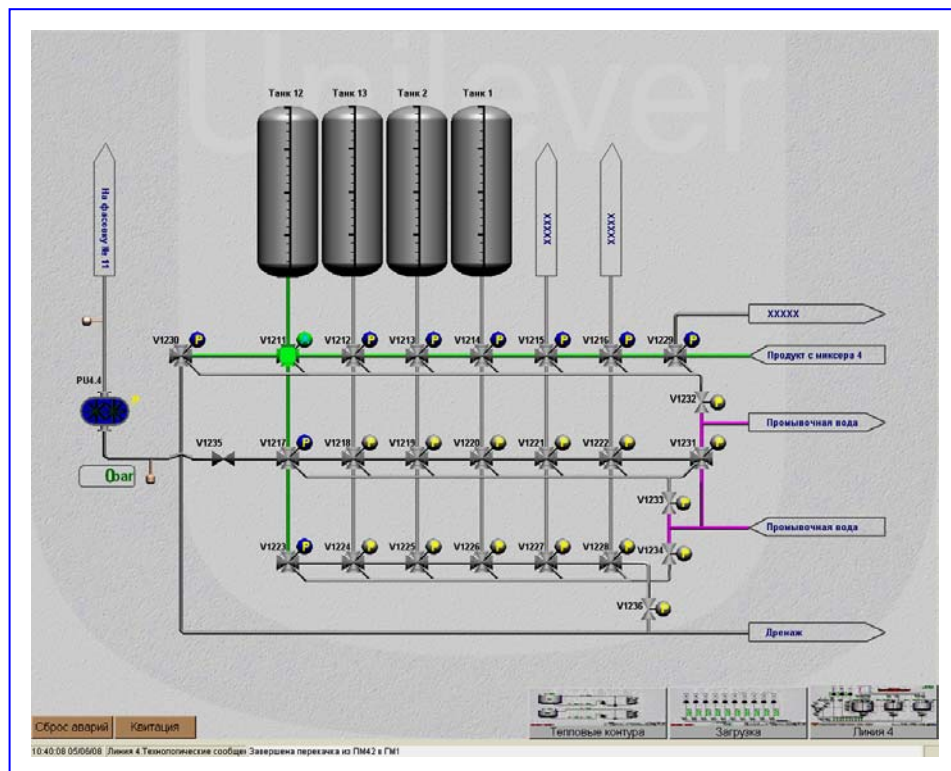 Unilever
Танк 12 Танк 13 Танк 2 Танк 1
На фасовку № 11
XXXXX
XXXXX
XXXXX
V1230 P V1211 V1212 P V1213 P V1214 P V1215 P V1216 P V1229 P
Продукт с миксера 4
PU4.4
V1232 P
Промывочная вода
V1235 V1217 P V1218 P V1219 P V1220 P V1221 P V1222 P V1231 P
0bar
V1233 P
Промывочная вода
V1223 P V1224 P V1225 P V1226 P V1227 P V1228 P V1234 P
V1236 P
Дренаж
Сброс аварий Квитация Тепловые контура Загрузка Линия 4
10:40:08 05/06/08 Линия 4 Технологические сообщен Завершена перекачка из ПМ42 в ГМ1